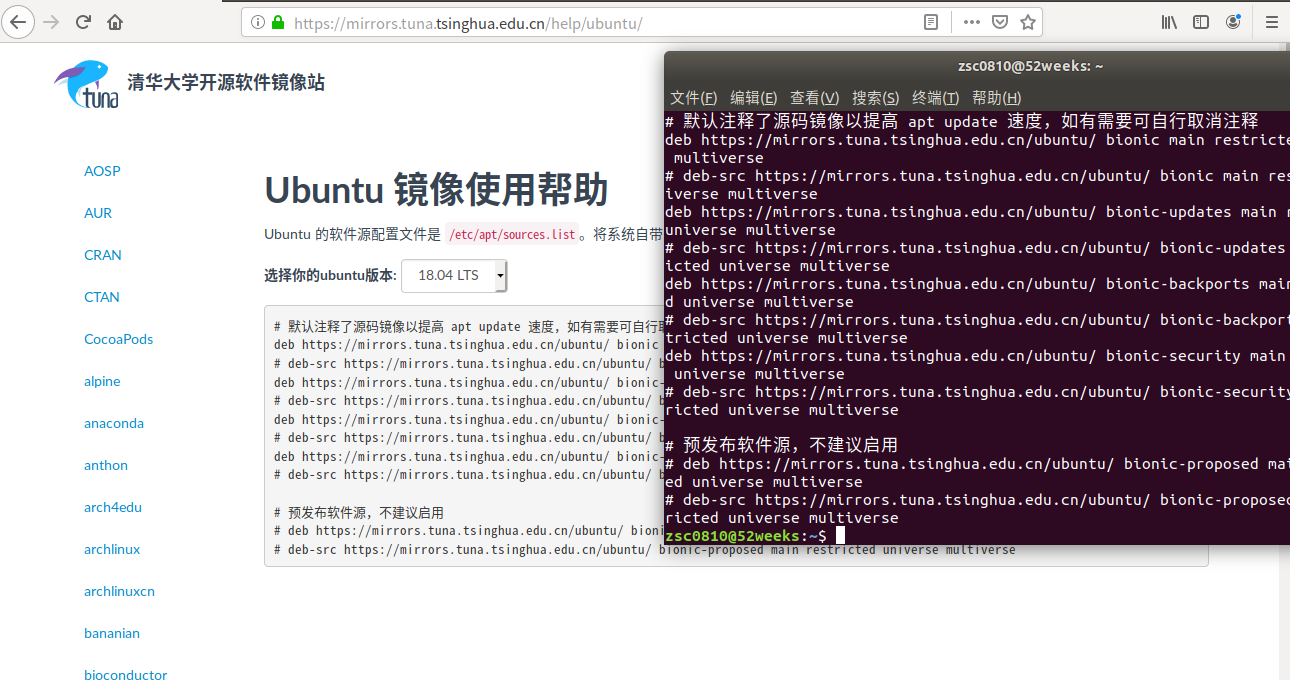 https://mirrors.tuna.tsinghua.edu.cn/help/ubuntu/
tuna
清华大学开源软件镜像站
AOSP
AUR
CRAN
CTAN
CocoaPods
alpine
anaconda
anthon
arch4edu
archlinux
archlinuxcn
bananian
bioconductor
Ubuntu 镜像使用帮助
Ubuntu 的软件源配置文件是 /etc/apt/sources.list。将系统自带
选择你的ubuntu版本: 18.04 LTS
# 默认注释了源码镜像以提高 apt update 速度，如有需要可自行
deb https://mirrors.tuna.tsinghua.edu.cn/ubuntu/ bionic
# deb-src https://mirrors.tuna.tsinghua.edu.cn/ubuntu/ b
deb https://mirrors.tuna.tsinghua.edu.cn/ubuntu/ bionic-
# deb-src https://mirrors.tuna.tsinghua.edu.cn/ubuntu/ b
deb https://mirrors.tuna.tsinghua.edu.cn/ubuntu/ bionic-
# deb-src https://mirrors.tuna.tsinghua.edu.cn/ubuntu/ b
deb https://mirrors.tuna.tsinghua.edu.cn/ubuntu/ bionic-
# deb-src https://mirrors.tuna.tsinghua.edu.cn/ubuntu/ b
# 预发布软件源，不建议启用
# deb https://mirrors.tuna.tsinghua.edu.cn/ubuntu/ bioni
# deb-src https://mirrors.tuna.tsinghua.edu.cn/ubuntu/ bionic-proposed main restricted universe multiverse
zsc0810@52weeks: ~
文件(F) 编辑(E) 查看(V) 搜索(S) 终端(T) 帮助(H)
# 默认注释了源码镜像以提高 apt update 速度，如有需要可自行取消注释
deb https://mirrors.tuna.tsinghua.edu.cn/ubuntu/ bionic main restricte
multiverse
# deb-src https://mirrors.tuna.tsinghua.edu.cn/ubuntu/ bionic main res
iverse multiverse
deb https://mirrors.tuna.tsinghua.edu.cn/ubuntu/ bionic-updates main r
universe multiverse
# deb-src https://mirrors.tuna.tsinghua.edu.cn/ubuntu/ bionic-updates
icted universe multiverse
deb https://mirrors.tuna.tsinghua.edu.cn/ubuntu/ bionic-backports main
d universe multiverse
# deb-src https://mirrors.tuna.tsinghua.edu.cn/ubuntu/ bionic-backport
tricted universe multiverse
deb https://mirrors.tuna.tsinghua.edu.cn/ubuntu/ bionic-security main
universe multiverse
# deb-src https://mirrors.tuna.tsinghua.edu.cn/ubuntu/ bionic-security
ricted universe multiverse
# 预发布软件源，不建议启用
# deb https://mirrors.tuna.tsinghua.edu.cn/ubuntu/ bionic-proposed mai
ed universe multiverse
# deb-src https://mirrors.tuna.tsinghua.edu.cn/ubuntu/ bionic-proposed
ricted universe multiverse
zsc0810@52weeks:~$